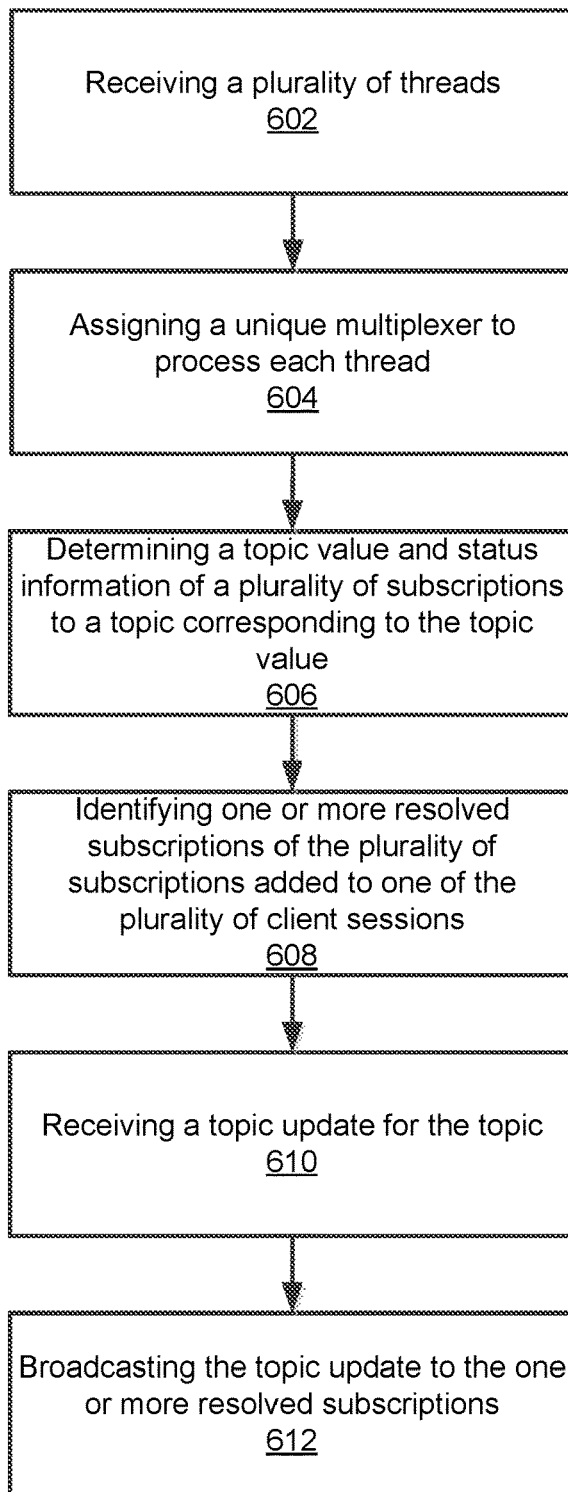 Receiving a plurality of threads
602
Assigning a unique multiplexer to
process each thread
604
Determining a topic value and status
information of a plurality of subscriptions
to a topic corresponding to the topic
value
606
Identifying one or more resolved
subscriptions of the plurality of
subscriptions added to one of the
plurality of client sessions
608
Receiving a topic update for the topic
610
Broadcasting the topic update to the one
or more resolved subscriptions
612